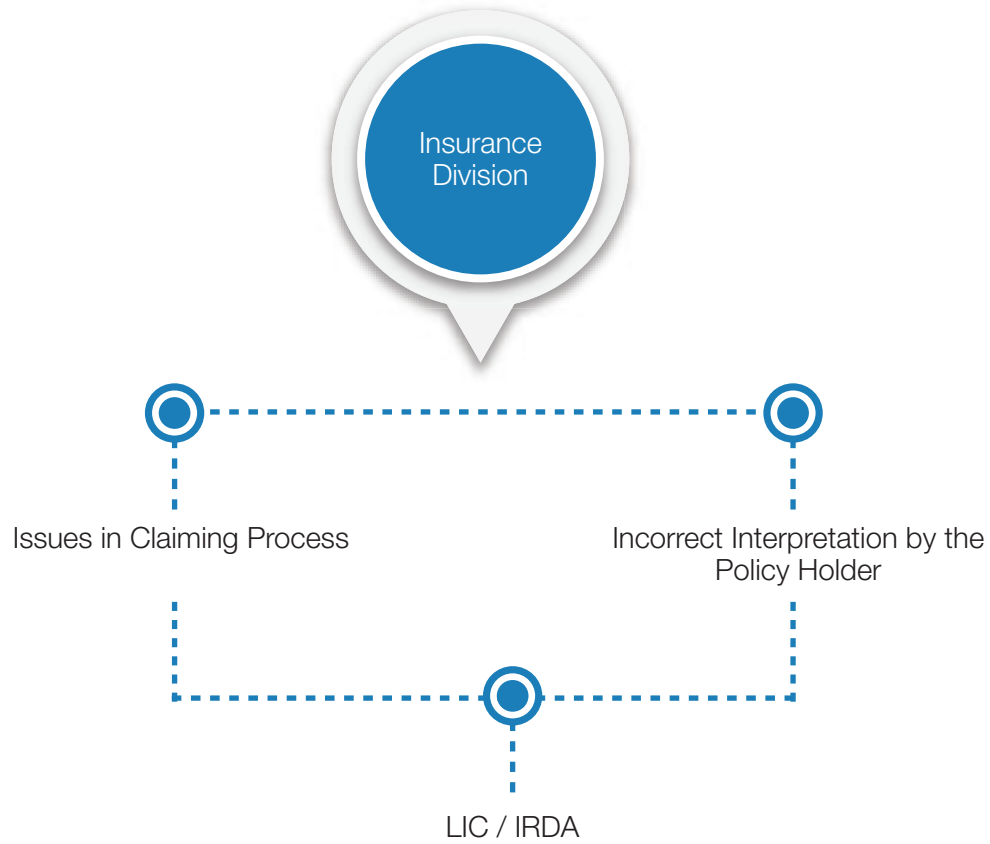 Insurance
Division
Issues in Claiming Process
Incorrect Interpretation by the
Policy Holder
LIC / IRDA